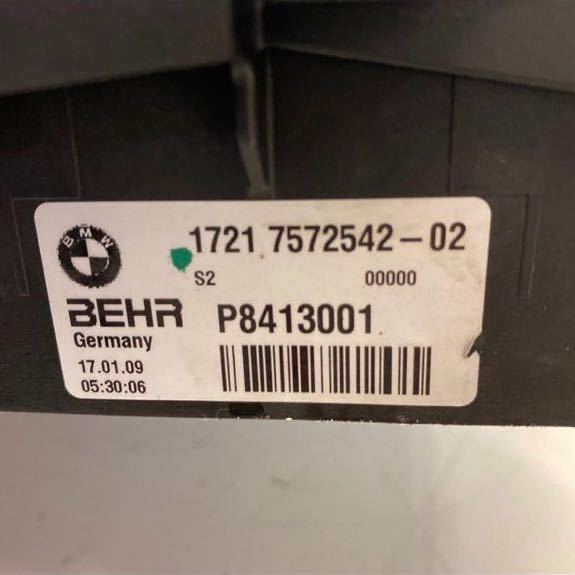 BMW
1721 7572542-02
S2 00000
BEHR P8413001
Germany
17.01.09
05:30:06